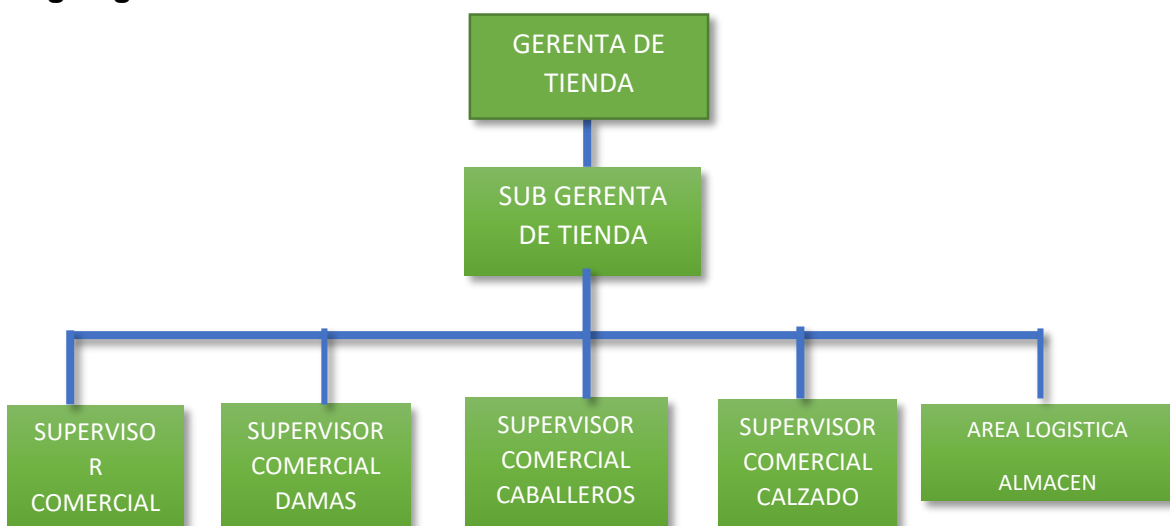 GERENTA DE
TIENDA
SUB GERENTA
DE TIENDA
SUPERVISO
R
COMERCIAL
SUPERVISOR
COMERCIAL
DAMAS
SUPERVISOR
COMERCIAL
CABALLEROS
SUPERVISOR
COMERCIAL
CALZADO
AREA LOGISTICA
ALMACEN